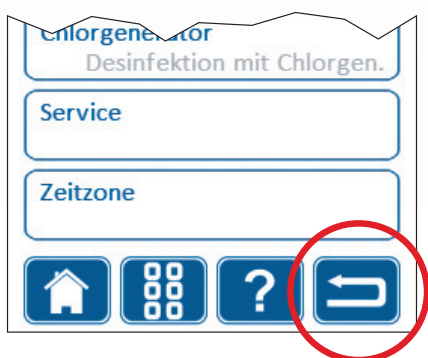 Chlorgenerator
Desinfektion mit Chlorgen.
Service
Zeitzone
?